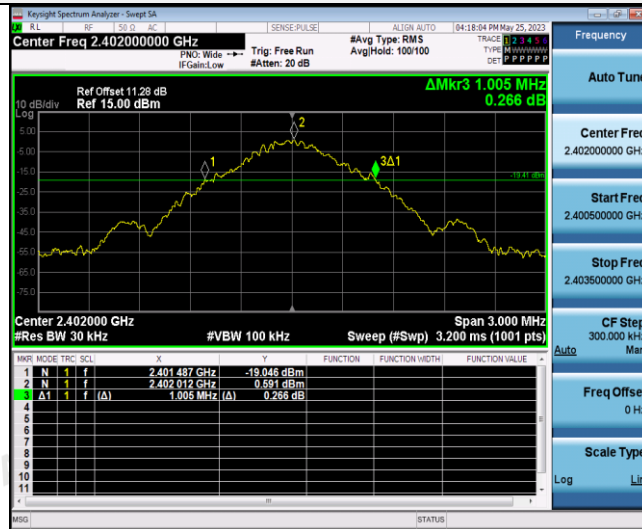 Keysight Spectrum Analyzer - Swept SA
RL RF 50 Ω AC SENSE:PULSE ALIGN AUTO 04:18:04 PM May 25, 2023
Center Freq 2.402000000 GHz
PNO: Wide
IFGain:Low
Trig: Free Run
#Atten: 20 dB
#Avg Type: RMS
Avg|Hold: 100/100
TRACE 1 2 3 4 5 6
TYPE MWWWWW
DET P P P P P P
ΔMkr3 1.005 MHz
0.266 dB
Ref Offset 11.28 dB
10 dB/div Ref 15.00 dBm
Log
5.00
-5.00
-15.0
-25.0
-35.0
-45.0
-55.0
-65.0
-75.0
1
2
3Δ1
-19.41 dBm
Center 2.402000 GHz Span 3.000 MHz
#Res BW 30 kHz #VBW 100 kHz Sweep (#Swp) 3.200 ms (1001 pts)
MKR MODE TRC SCL X Y FUNCTION FUNCTION WIDTH FUNCTION VALUE
1 N 1 f 2.401 487 GHz -19.046 dBm
2 N 1 f 2.402 012 GHz 0.591 dBm
3 Δ1 1 f (Δ) 1.005 MHz (Δ) 0.266 dB
4
5
6
7
8
9
10
11
MSG STATUS
Frequency
Auto Tune
Center Freq
2.402000000 GHz
Start Freq
2.400500000 GHz
Stop Freq
2.403500000 GHz
CF Step
300.000 kHz
Auto Man
Freq Offset
0 Hz
Scale Type
Log Lin